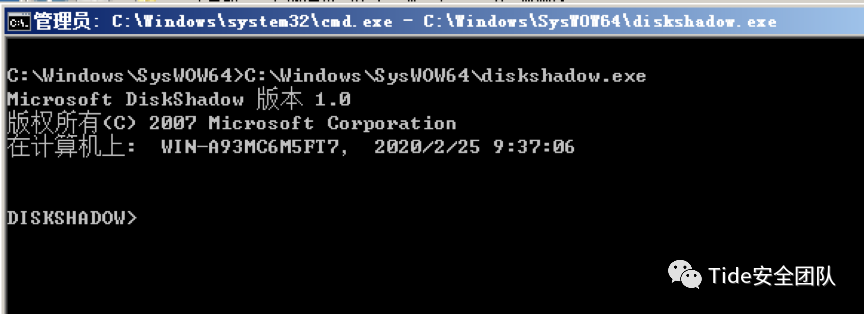 管理员: C:\Windows\system32\cmd.exe - C:\Windows\SysWOW64\diskshadow.exe
C:\Windows\SysWOW64>C:\Windows\SysWOW64\diskshadow.exe
Microsoft DiskShadow 版本 1.0
版权所有(C) 2007 Microsoft Corporation
在计算机上:  WIN-A93MC6M5FT7,  2020/2/25 9:37:06
DISKSHADOW>
Tide安全团队